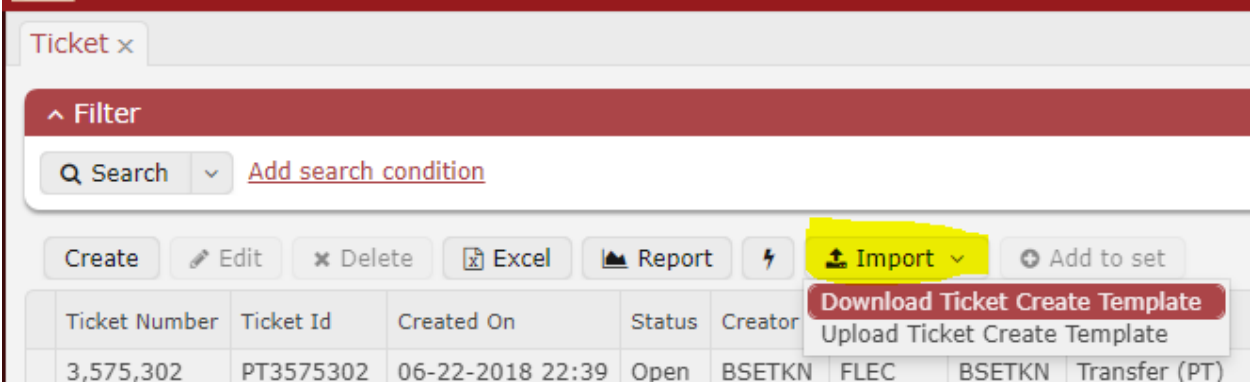 Ticket ×
Filter
Search Add search condition
Create Edit Delete Excel Report Import Add to set
Download Ticket Create Template
Upload Ticket Create Template
Ticket Number Ticket Id Created On Status Creator
3,575,302 PT3575302 06-22-2018 22:39 Open BSETKN FLEC BSETKN Transfer (PT)